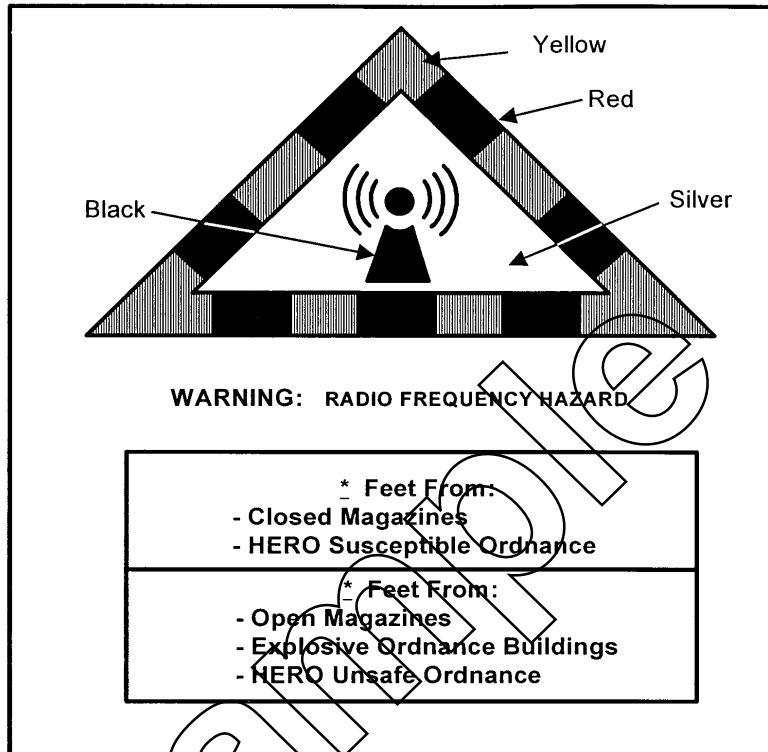 Yellow
Red
Black
Silver
WARNING: RADIO FREQUENCY HAZARD
* Feet From:
- Closed Magazines
- HERO Susceptible Ordnance
* Feet From:
- Open Magazines
- Explosive Ordnance Buildings
- HERO Unsafe Ordnance
ample